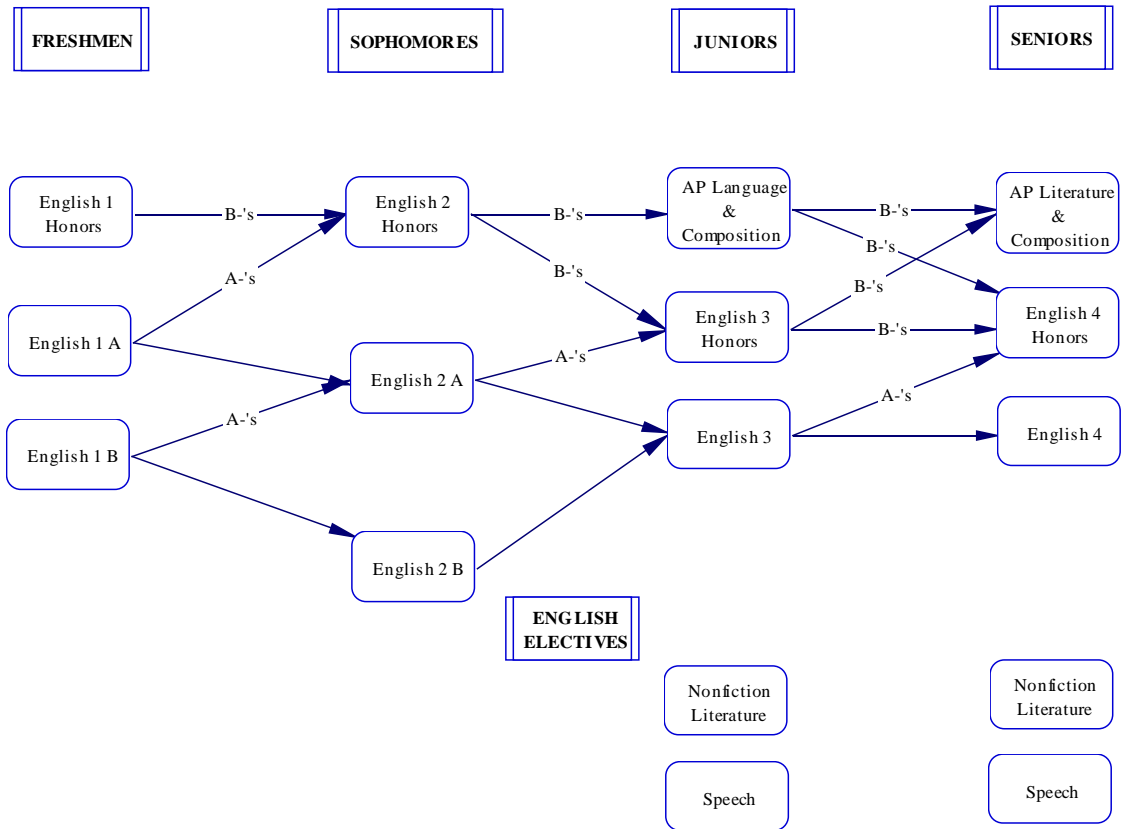 FRESHMEN
SOPHOMORES
JUNIORS
SENIORS
English 1
Honors
B-'s
English 2
Honors
B-'s
AP Language
&
Composition
B-'s
AP Literature
&
Composition
B-'s
A-'s
B-'s
B-'s
English 1 A
English 3
Honors
B-'s
English 4
Honors
A-'s
English 2 A
A-'s
A-'s
English 1 B
English 3
English 4
English 2 B
ENGLISH
ELECTIVES
Nonfiction
Literature
Nonfiction
Literature
Speech
Speech